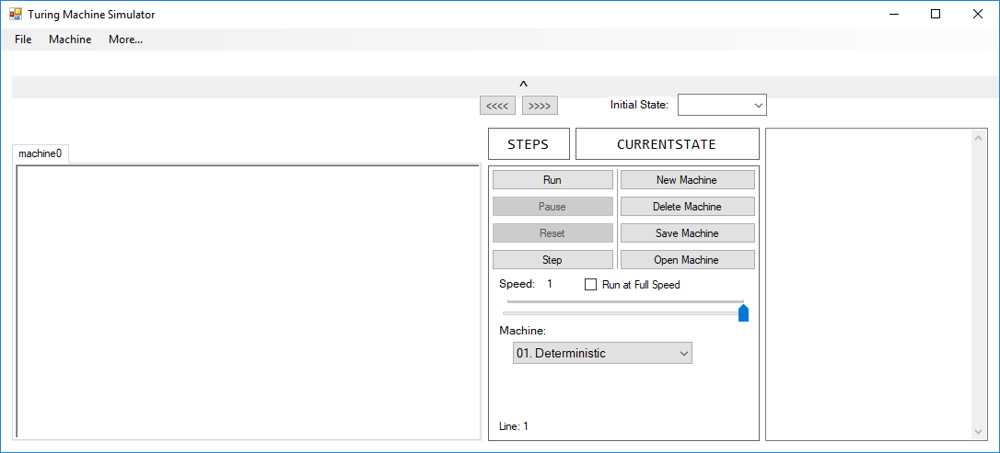 Turing Machine Simulator
File Machine More...
^
<<<< >>>> Initial State:
STEPS CURRENTSTATE
machine0
Run New Machine
Pause Delete Machine
Reset Save Machine
Step Open Machine
Speed: 1 Run at Full Speed
Machine:
01. Deterministic
Line: 1